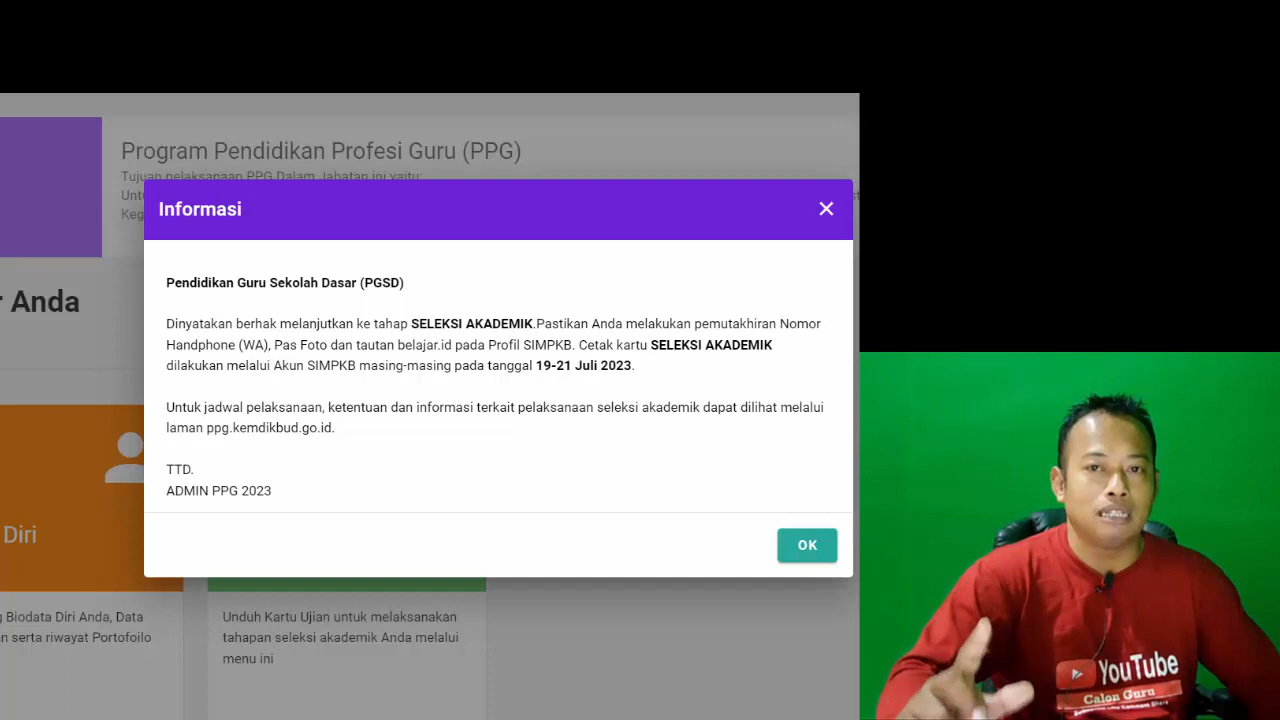 Program Pendidikan Profesi Guru (PPG)
Tujuan pelaksanaan PPG Dalam Jabatan ini yaitu:
Informasi
r Anda
Pendidikan Guru Sekolah Dasar (PGSD)
Dinyatakan berhak melanjutkan ke tahap SELEKSI AKADEMIK.Pastikan Anda melakukan pemutakhiran Nomor
Handphone (WA), Pas Foto dan tautan belajar.id pada Profil SIMPKB. Cetak kartu SELEKSI AKADEMIK
dilakukan melalui Akun SIMPKB masing-masing pada tanggal 19-21 Juli 2023.
Untuk jadwal pelaksanaan, ketentuan dan informasi terkait pelaksanaan seleksi akademik dapat dilihat melalui
laman ppg.kemdikbud.go.id.
TTD.
ADMIN PPG 2023
OK
Diri
g Biodata Diri Anda, Data
n serta riwayat Portofoilo
Unduh Kartu Ujian untuk melaksanakan
tahapan seleksi akademik Anda melalui
menu ini
YouTube
Calon Guru